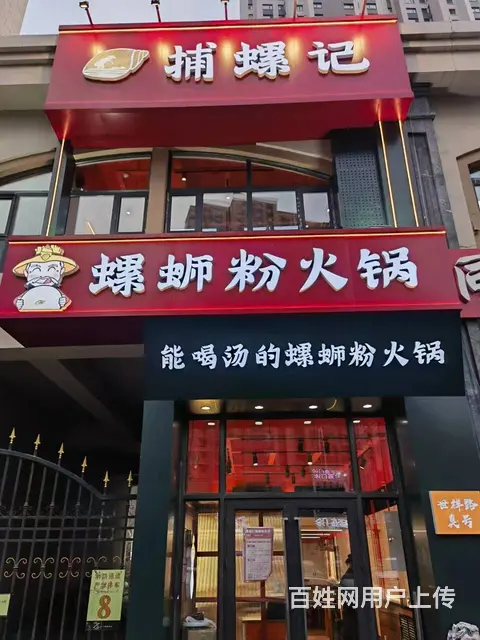 捕螺记
螺蛳粉火锅
能喝汤的螺蛳粉火锅
8
百姓网用户上传